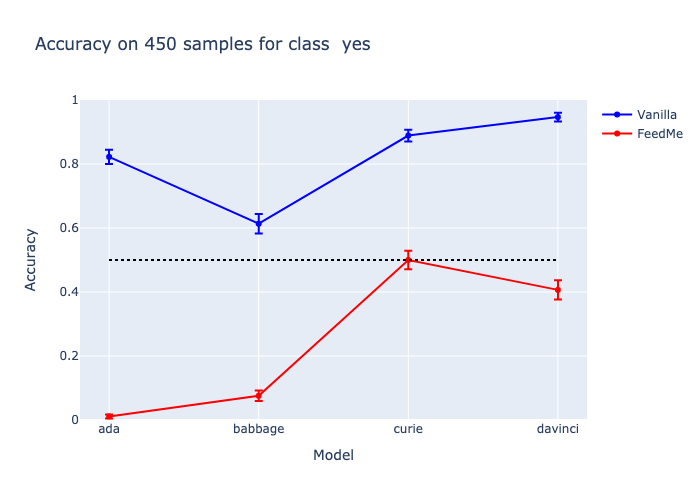 Accuracy on 450 samples for class  yes
Vanilla
FeedMe
1
0.8
0.6
0.4
0.2
0
Accuracy
ada
babbage
curie
davinci
Model